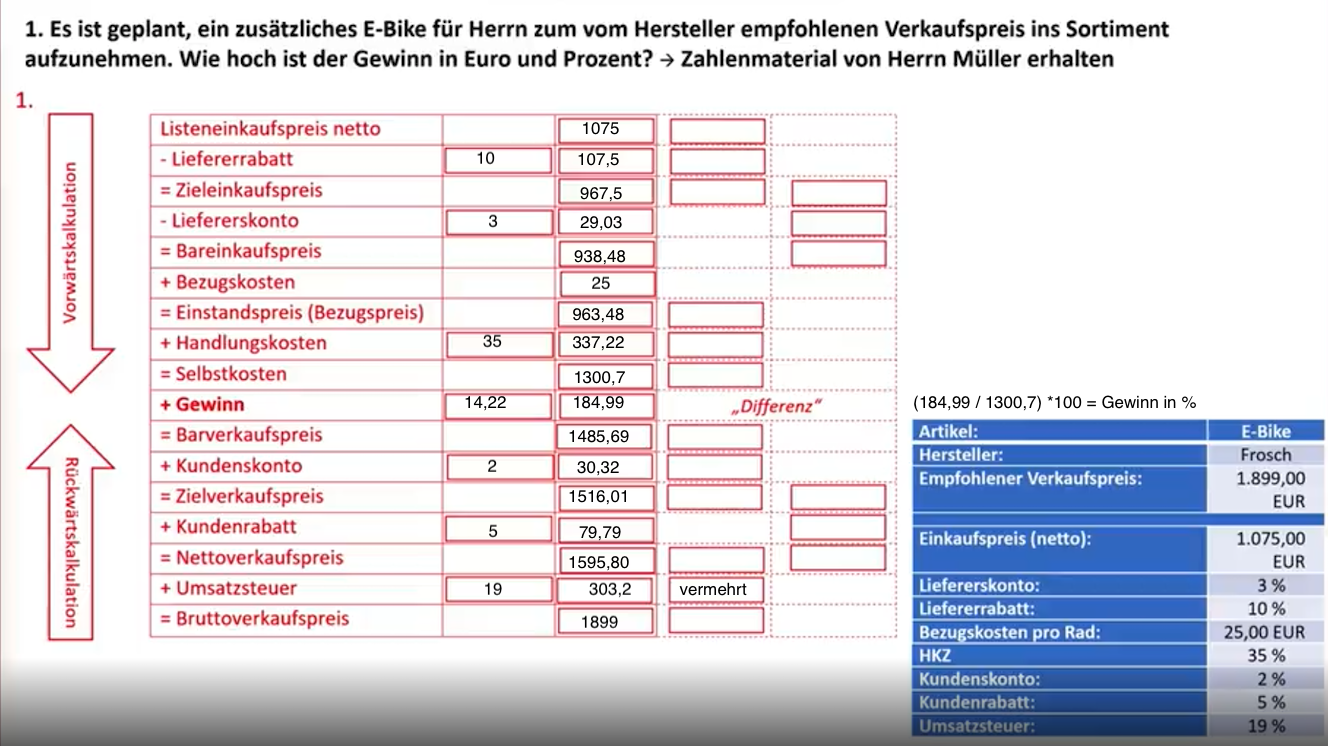 1. Es ist geplant, ein zusätzliches E-Bike für Herrn zum vom Hersteller empfohlenen Verkaufspreis ins Sortiment
aufzunehmen. Wie hoch ist der Gewinn in Euro und Prozent? → Zahlenmaterial von Herrn Müller erhalten
1.
Vorwärtskalkulation
Rückwärtskalkulation
Listeneinkaufspreis netto 1075
- Liefererrabatt 10 107,5
= Zieleinkaufspreis 967,5
- Liefererskonto 3 29,03
= Bareinkaufspreis 938,48
+ Bezugskosten 25
= Einstandspreis (Bezugspreis) 963,48
+ Handlungskosten 35 337,22
= Selbstkosten 1300,7
+ Gewinn 14,22 184,99 „Differenz“
= Barverkaufspreis 1485,69
+ Kundenskonto 2 30,32
= Zielverkaufspreis 1516,01
+ Kundenrabatt 5 79,79
= Nettoverkaufspreis 1595,80
+ Umsatzsteuer 19 303,2 vermehrt
= Bruttoverkaufspreis 1899
(184,99 / 1300,7) *100 = Gewinn in %
Artikel: E-Bike
Hersteller: Frosch
Empfohlener Verkaufspreis: 1.899,00
EUR
Einkaufspreis (netto): 1.075,00
EUR
Liefererskonto: 3 %
Liefererrabatt: 10 %
Bezugskosten pro Rad: 25,00 EUR
HKZ 35 %
Kundenskonto: 2 %
Kundenrabatt: 5 %
Umsatzsteuer: 19 %